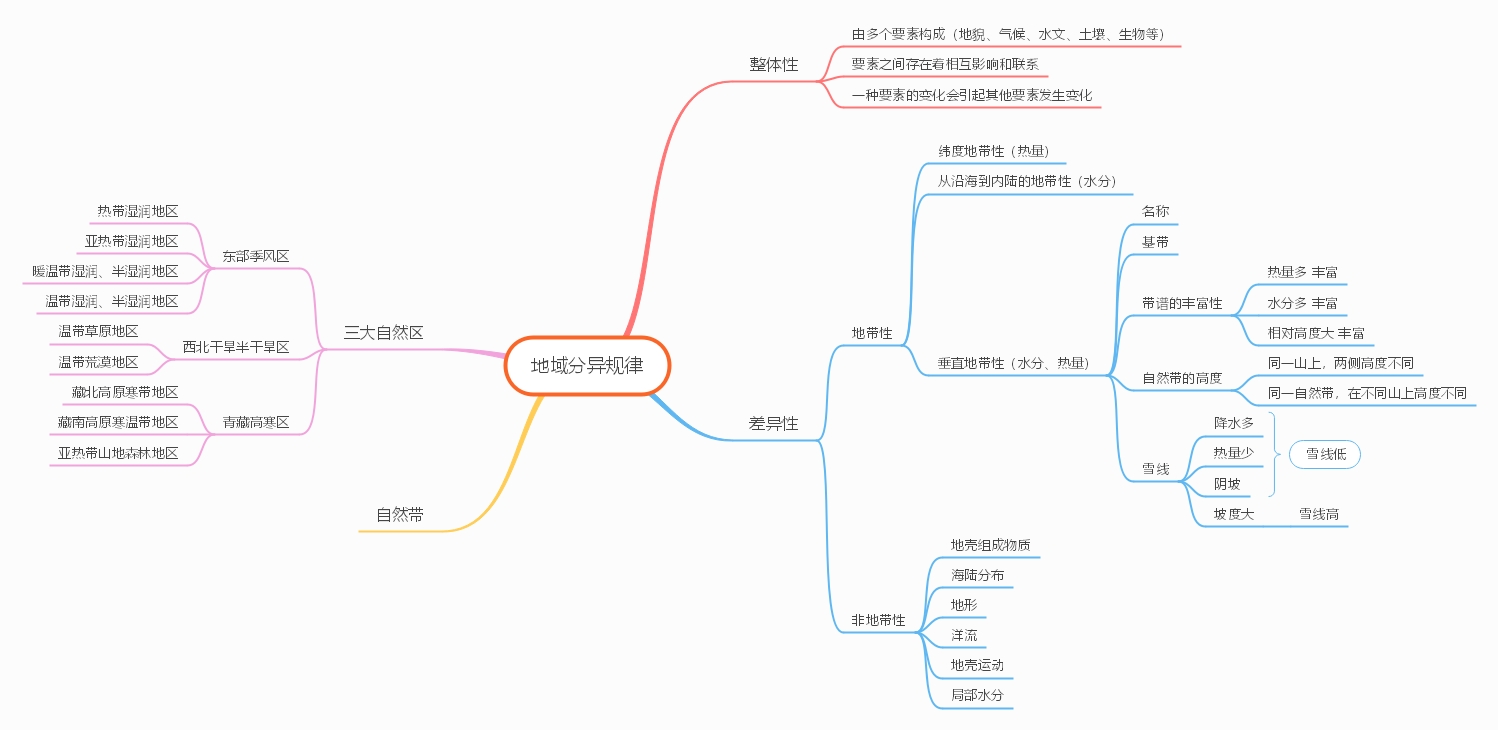 地域分异规律
整体性
由多个要素构成（地貌、气候、水文、土壤、生物等）
要素之间存在着相互影响和联系
一种要素的变化会引起其他要素发生变化
差异性
地带性
纬度地带性（热量）
从沿海到内陆的地带性（水分）
垂直地带性（水分、热量）
名称
基带
带谱的丰富性
热量多 丰富
水分多 丰富
相对高度大 丰富
自然带的高度
同一山上，两侧高度不同
同一自然带，在不同山上高度不同
雪线
降水多
热量少
阴坡
雪线低
坡度大
雪线高
非地带性
地壳组成物质
海陆分布
地形
洋流
地壳运动
局部水分
三大自然区
东部季风区
热带湿润地区
亚热带湿润地区
暖温带湿润、半湿润地区
温带湿润、半湿润地区
西北干旱半干旱区
温带草原地区
温带荒漠地区
青藏高寒区
藏北高原寒带地区
藏南高原寒温带地区
亚热带山地森林地区
自然带